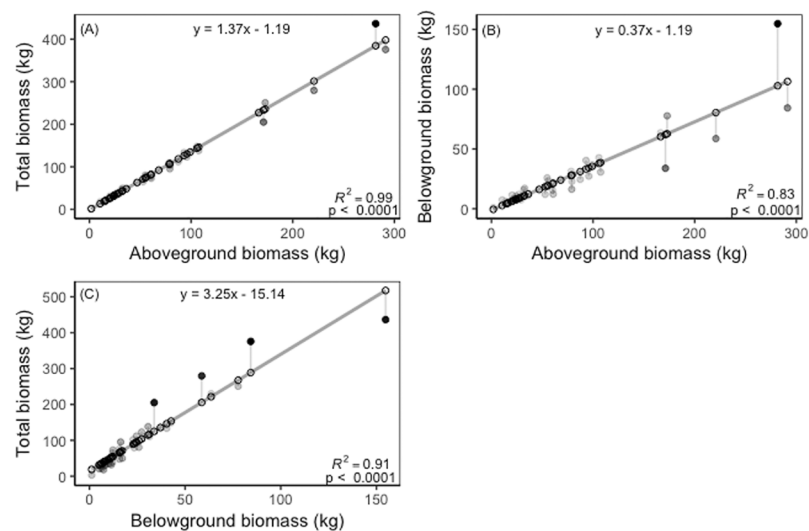 (A)
y = 1.37x - 1.19
Total biomass (kg)
400
300
200
100
0
R² = 0.99
p < 0.0001
0 100 200 300
Aboveground biomass (kg)
(B)
y = 0.37x - 1.19
Belowground biomass (kg)
150
100
50
0
R² = 0.83
p < 0.0001
0 100 200 300
Aboveground biomass (kg)
(C)
y = 3.25x - 15.14
Total biomass (kg)
500
400
300
200
100
0
R² = 0.91
p < 0.0001
0 50 100 150
Belowground biomass (kg)